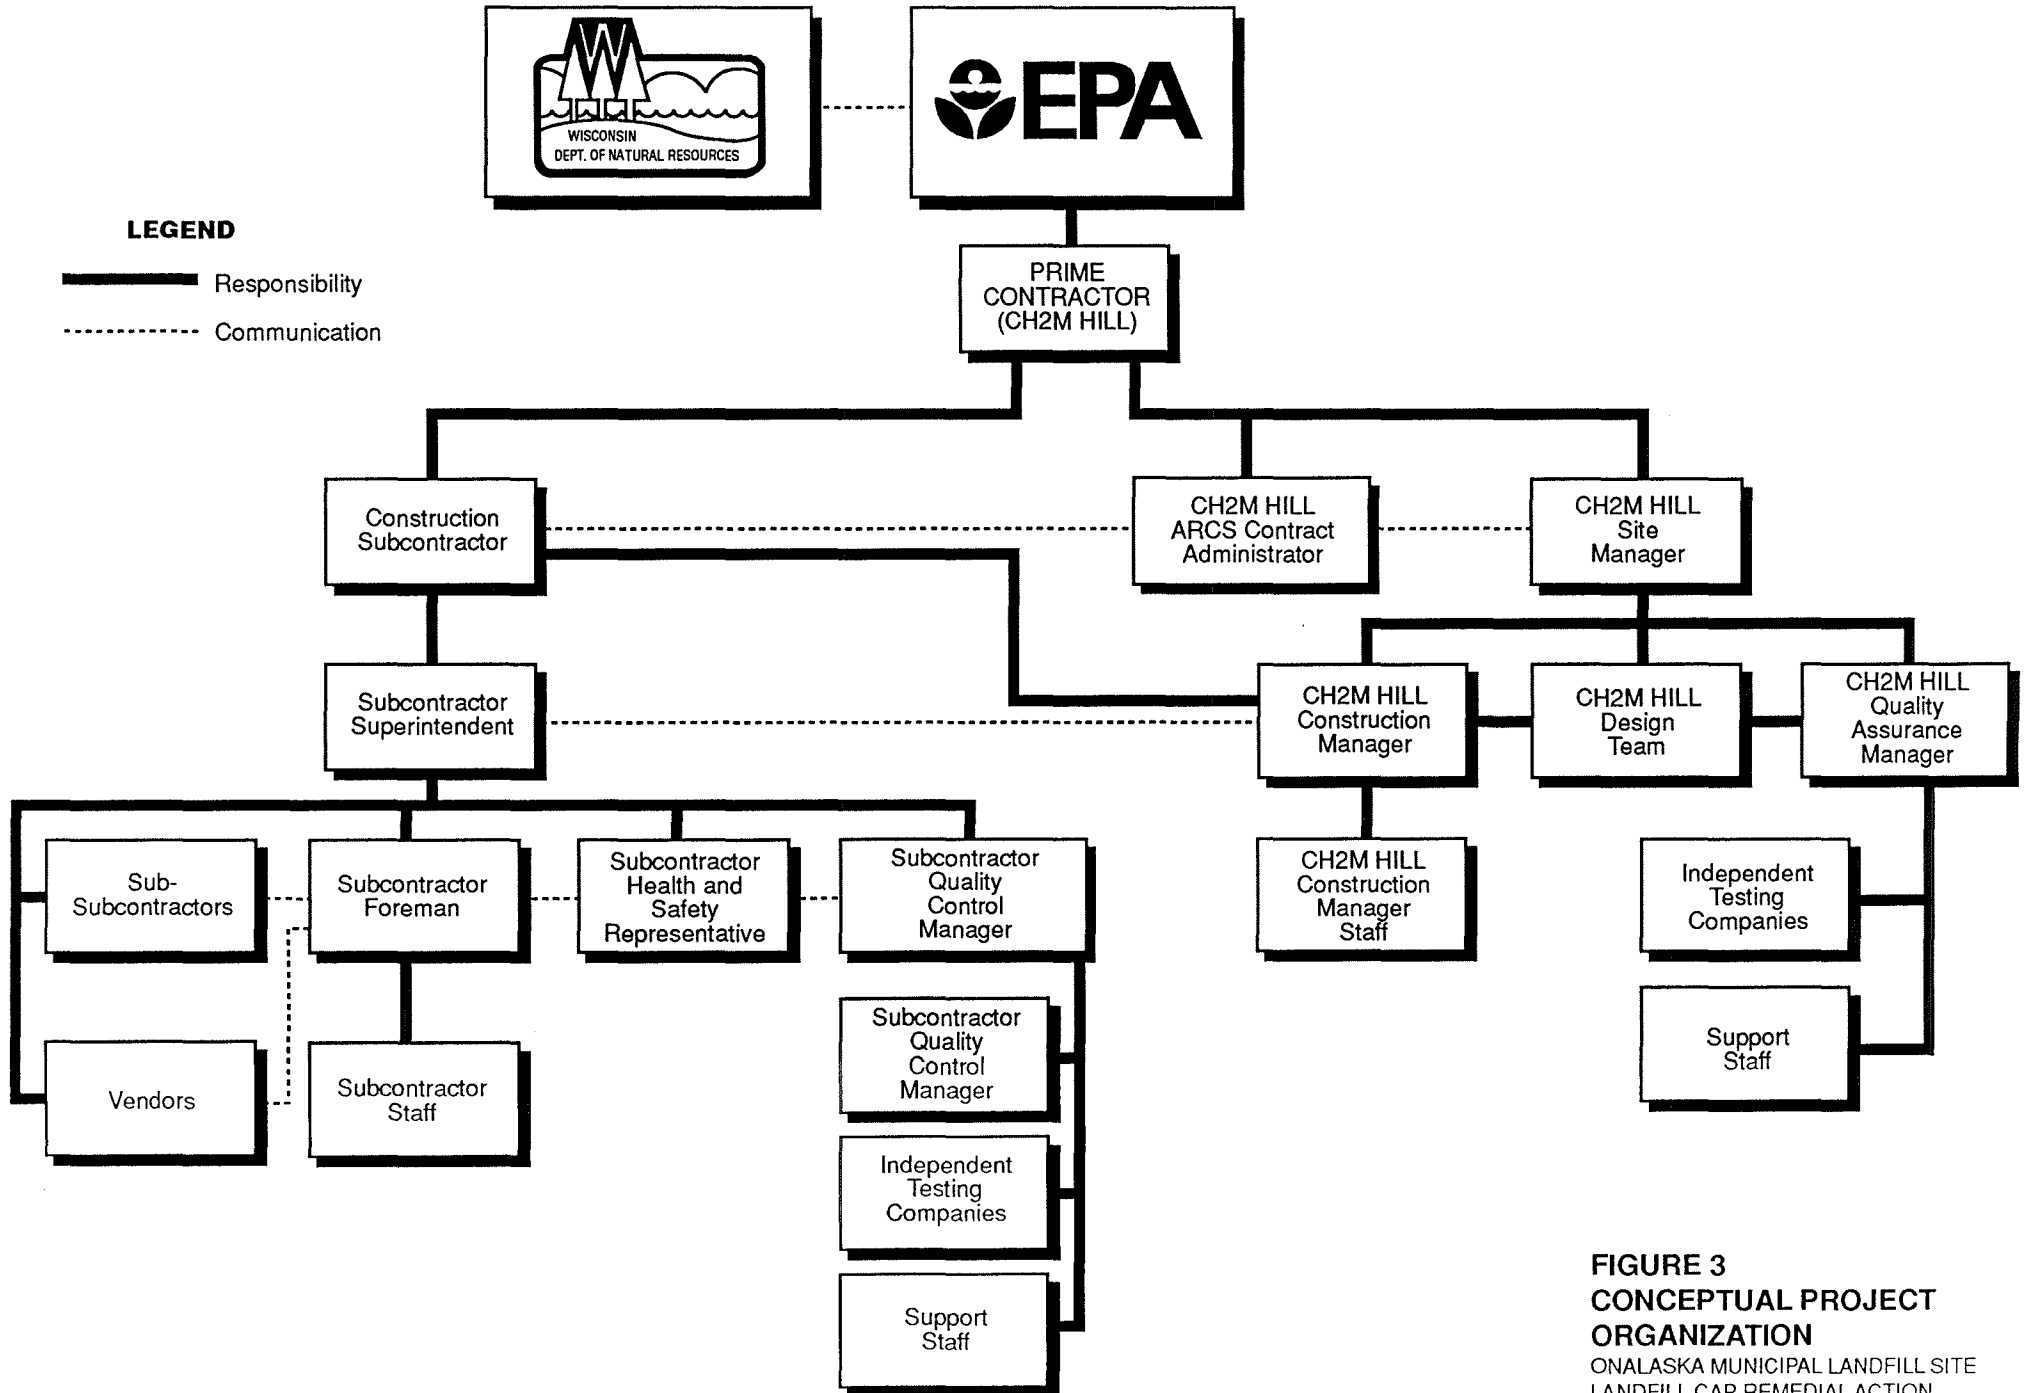 WISCONSIN
DEPT. OF NATURAL RESOURCES
EPA
LEGEND
Responsibility
Communication
PRIME
CONTRACTOR
(CH2M HILL)
Construction
Subcontractor
CH2M HILL
ARCS Contract
Administrator
CH2M HILL
Site
Manager
Subcontractor
Superintendent
CH2M HILL
Construction
Manager
CH2M HILL
Design
Team
CH2M HILL
Quality
Assurance
Manager
Sub-
Subcontractors
Subcontractor
Foreman
Subcontractor
Health and
Safety
Representative
Subcontractor
Quality
Control
Manager
CH2M HILL
Construction
Manager
Staff
Independent
Testing
Companies
Vendors
Subcontractor
Staff
Subcontractor
Quality
Control
Manager
Support
Staff
Independent
Testing
Companies
Support
Staff
FIGURE 3
CONCEPTUAL PROJECT
ORGANIZATION
ONALASKA MUNICIPAL LANDFILL SITE
LANDFILL CAP REMEDIAL ACTION